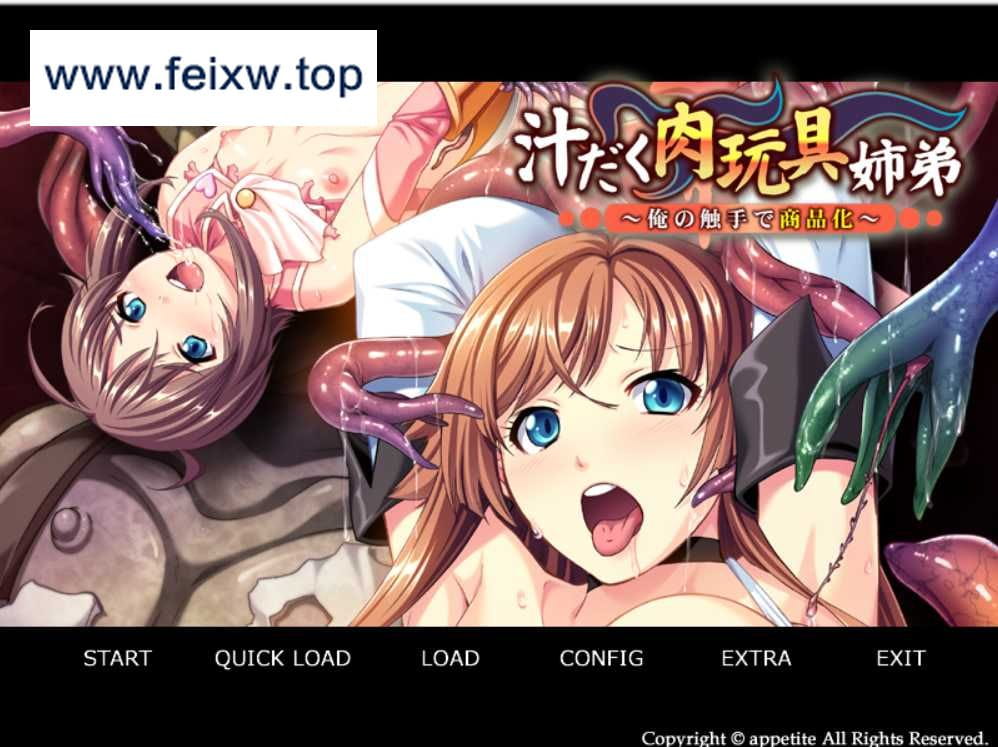 www.feixw.top
汁だく肉玩具姉弟
～俺の触手で商品化～
START QUICK LOAD LOAD CONFIG EXTRA EXIT
Copyright © appetite All Rights Reserved.